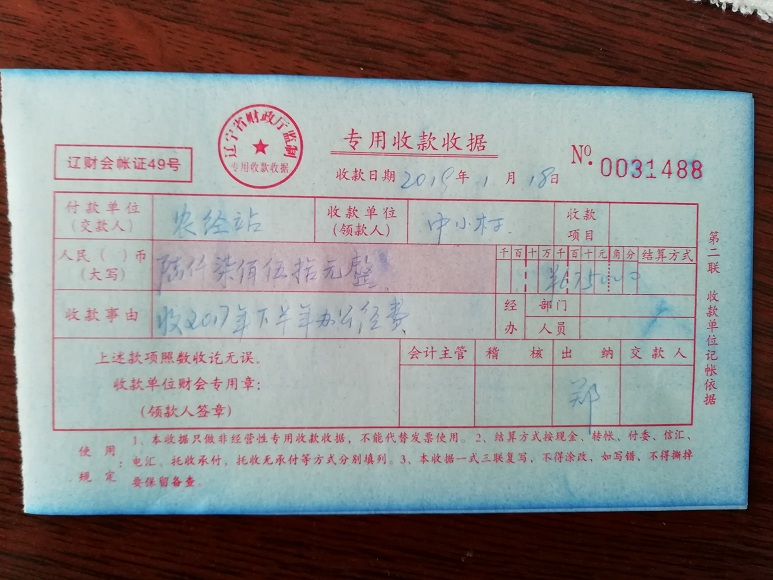 辽宁省财政厅监制
专用收款收据
辽财会帐证49号
专用收款收据
No. 0031488
收款日期 2019年 1月 18日
付款单位(交款人) 农经站 收款单位(领款人) 中小村 收款项目
人民( )币(大写) 陆仟柒佰伍拾元整 千百十万千百十元角分 结算方式
¥675000
收款事由 收2017年下半年办公经费 经办 部门
人员
上述款项照数收讫无误。 会计主管 稽核 出纳 交款人
收款单位财会专用章:
(领款人签章) 郑
第二联 收款单位记帐依据
使用规定: 1、本收据只做非经营性专用收款收据，不能代替发票使用。2、结算方式按现金、转帐、付委、信汇、
电汇、托收承付，托收无承付等方式分别填列。3、本收据一式三联复写，不得涂改，如写错，不得撕掉
要保留备查。